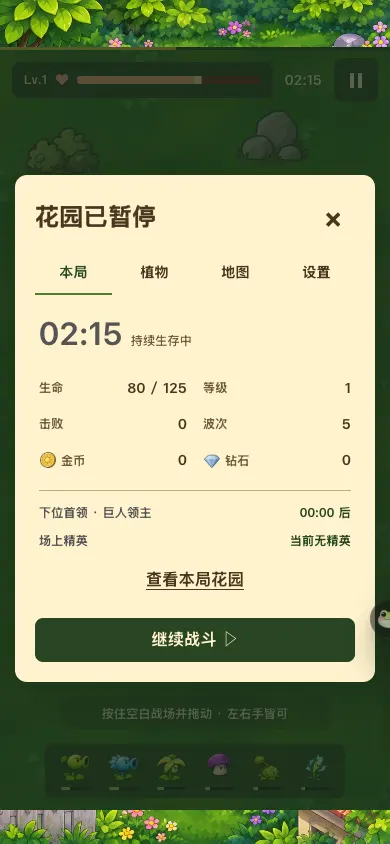 Lv.1 02:15
花园已暂停 ×
本局 植物 地图 设置
02:15 持续生存中
生命 80 / 125 等级 1
击败 0 波次 5
金币 0 钻石 0
下位首领 · 巨人领主 00:00 后
场上精英 当前无精英
查看本局花园
继续战斗 ▷
按住空白战场并拖动 · 左右手皆可